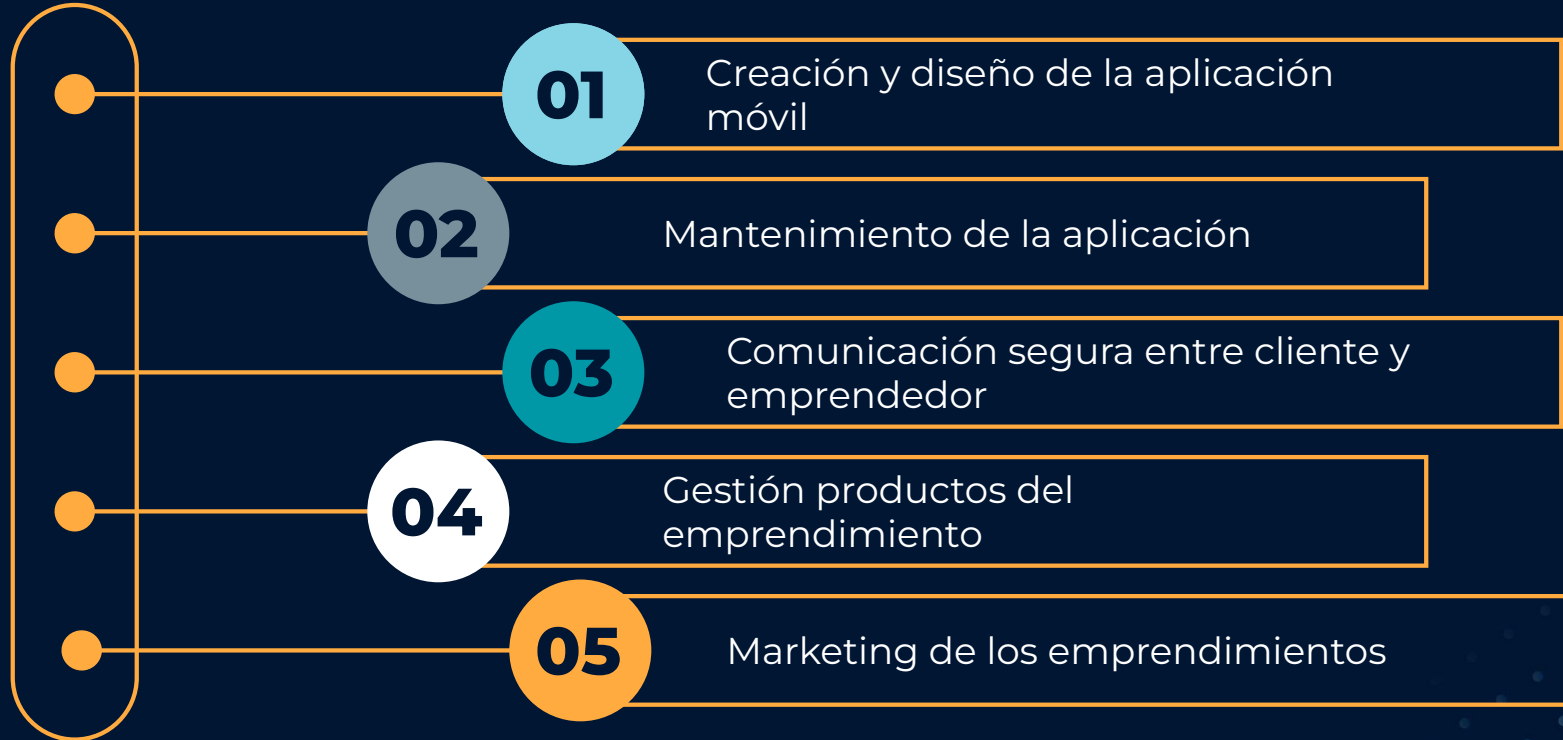 01
Creación y diseño de la aplicación
móvil
02
Mantenimiento de la aplicación
03
Comunicación segura entre cliente y
emprendedor
04
Gestión productos del
emprendimiento
05
Marketing de los emprendimientos